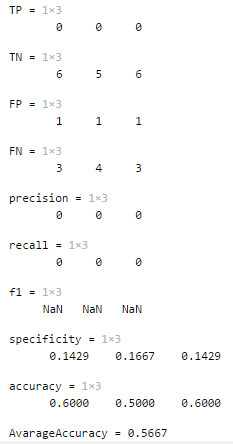 TP = 1×3
0 0 0
TN = 1×3
6 5 6
FP = 1×3
1 1 1
FN = 1×3
3 4 3
precision = 1×3
0 0 0
recall = 1×3
0 0 0
f1 = 1×3
NaN NaN NaN
specificity = 1×3
0.1429 0.1667 0.1429
accuracy = 1×3
0.6000 0.5000 0.6000
AvarageAccuracy = 0.5667